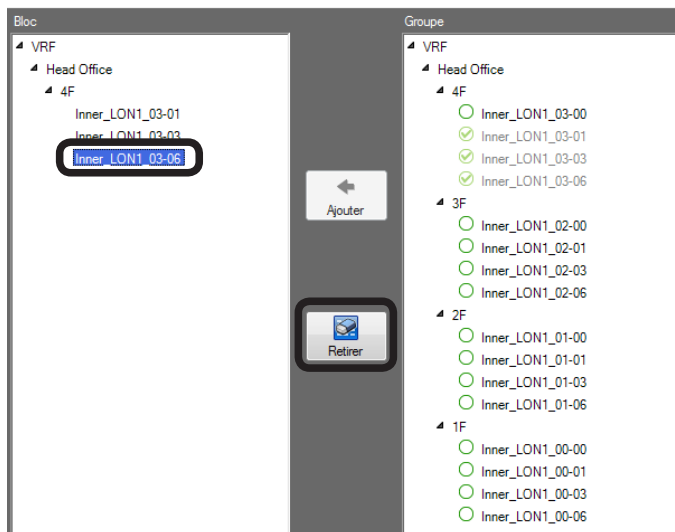 Bloc
VRF
Head Office
4F
Inner_LON1_03-01
Inner_LON1_03-03
Inner_LON1_03-06
Ajouter
Retirer
Groupe
VRF
Head Office
4F
Inner_LON1_03-00
Inner_LON1_03-01
Inner_LON1_03-03
Inner_LON1_03-06
3F
Inner_LON1_02-00
Inner_LON1_02-01
Inner_LON1_02-03
Inner_LON1_02-06
2F
Inner_LON1_01-00
Inner_LON1_01-01
Inner_LON1_01-03
Inner_LON1_01-06
1F
Inner_LON1_00-00
Inner_LON1_00-01
Inner_LON1_00-03
Inner_LON1_00-06